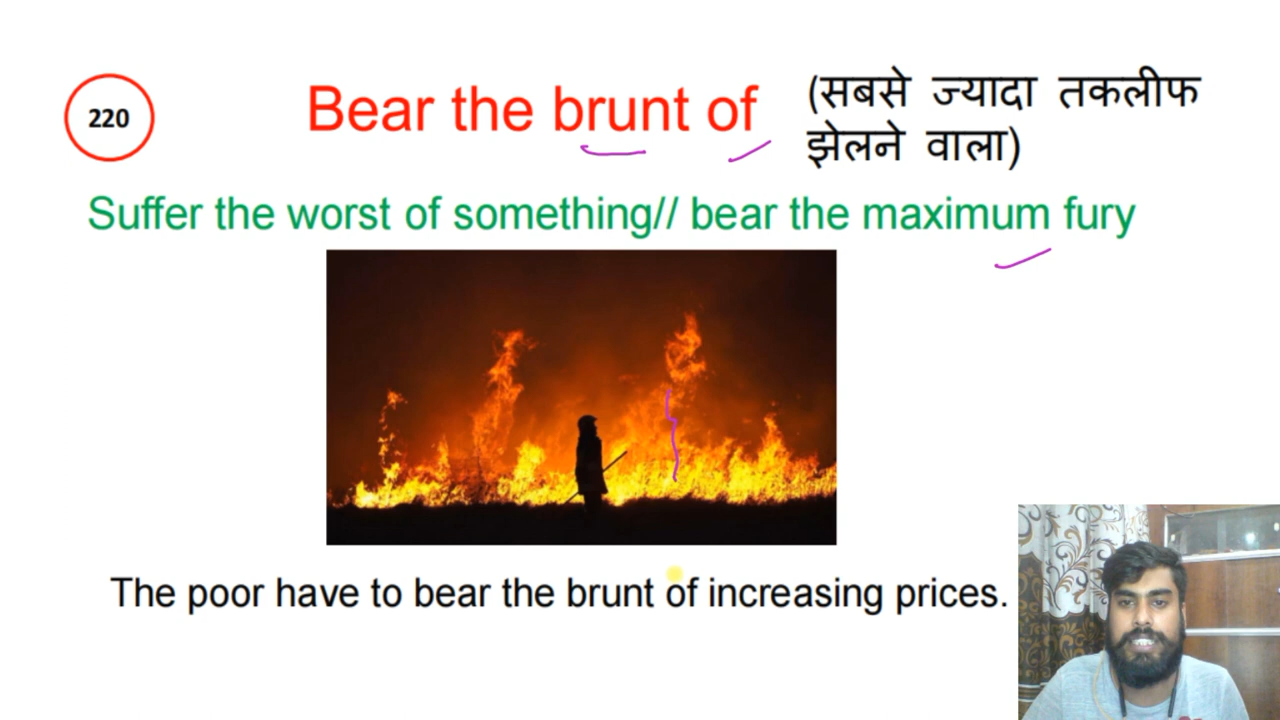 220
Bear the brunt of
(सबसे ज्यादा तकलीफ
झेलने वाला)
Suffer the worst of something// bear the maximum fury
The poor have to bear the brunt of increasing prices.